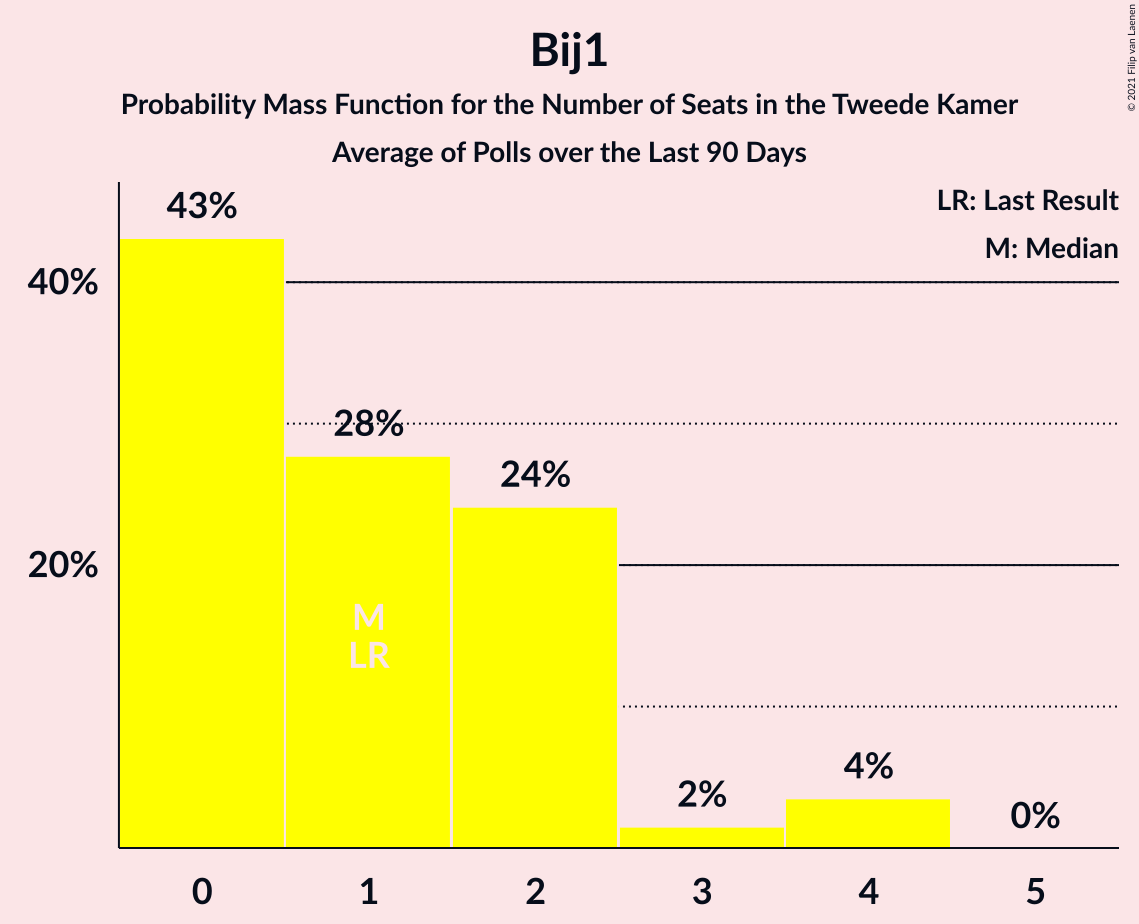 Bij1
Probability Mass Function for the Number of Seats in the Tweede Kamer
Average of Polls over the Last 90 Days
© 2021 Filip van Laenen
LR: Last Result
M: Median
43%
40%
28%
24%
20%
M
LR
2%
4%
0%
0 1 2 3 4 5